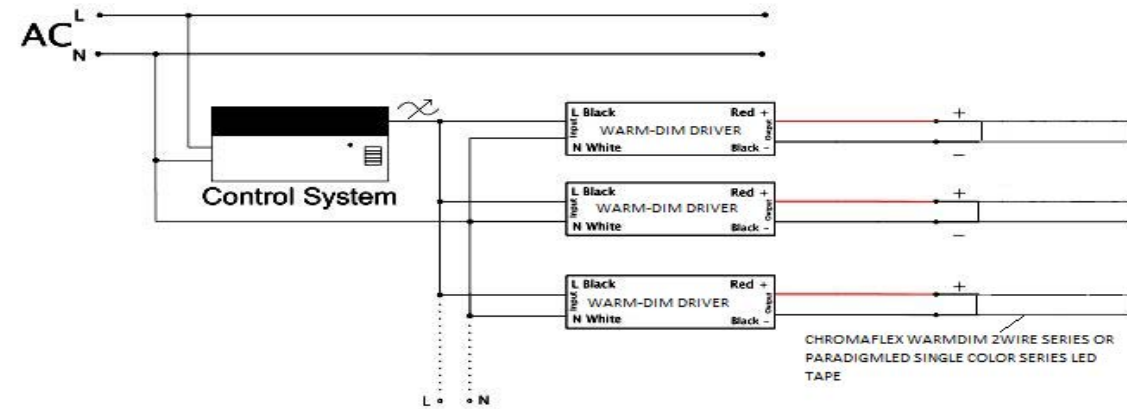 AC
L
N
Control System
L Black Red +
Input WARM-DIM DRIVER Output
N White Black -
+
-
L Black Red +
Input WARM-DIM DRIVER Output
N White Black -
+
-
L Black Red +
Input WARM-DIM DRIVER Output
N White Black -
+
-
CHROMAFLEX WARMDIM 2WIRE SERIES OR
PARADIGMLED SINGLE COLOR SERIES LED
TAPE
L N